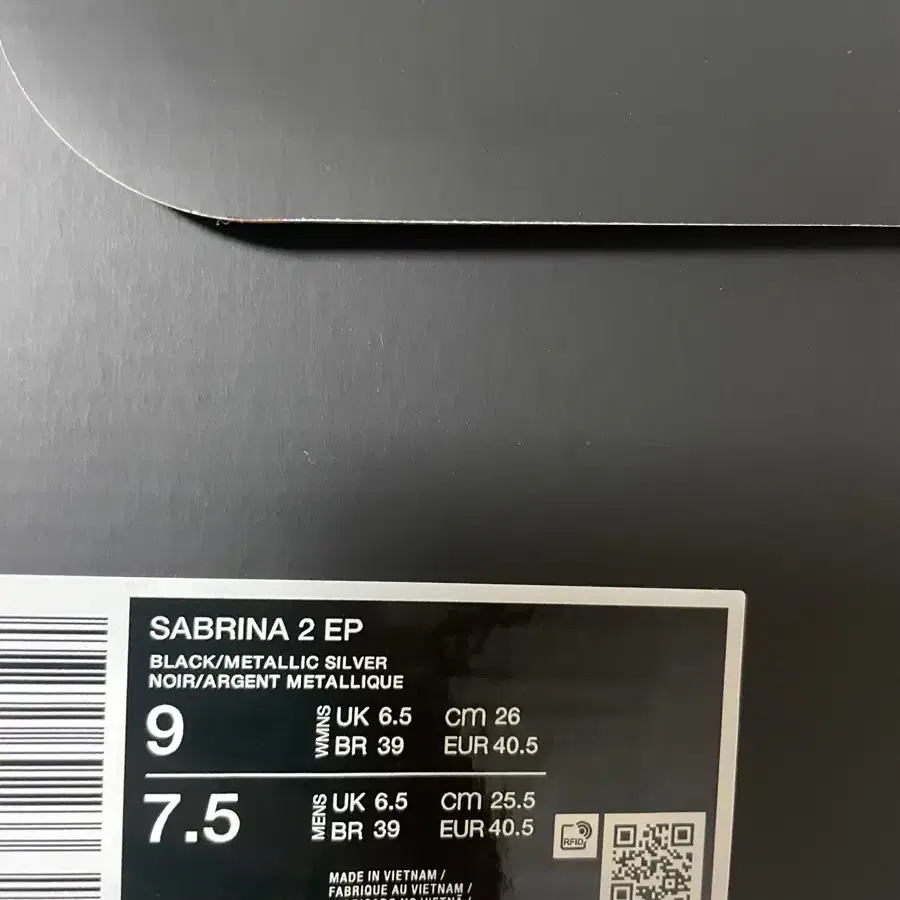 SABRINA 2 EP
BLACK/METALLIC SILVER
NOIR/ARGENT METALLIQUE
9 WMNS UK 6.5 cm 26
BR 39 EUR 40.5
7.5 MENS UK 6.5 cm 25.5
BR 39 EUR 40.5
RFID
MADE IN VIETNAM /
FABRIQUE AU VIETNAM /